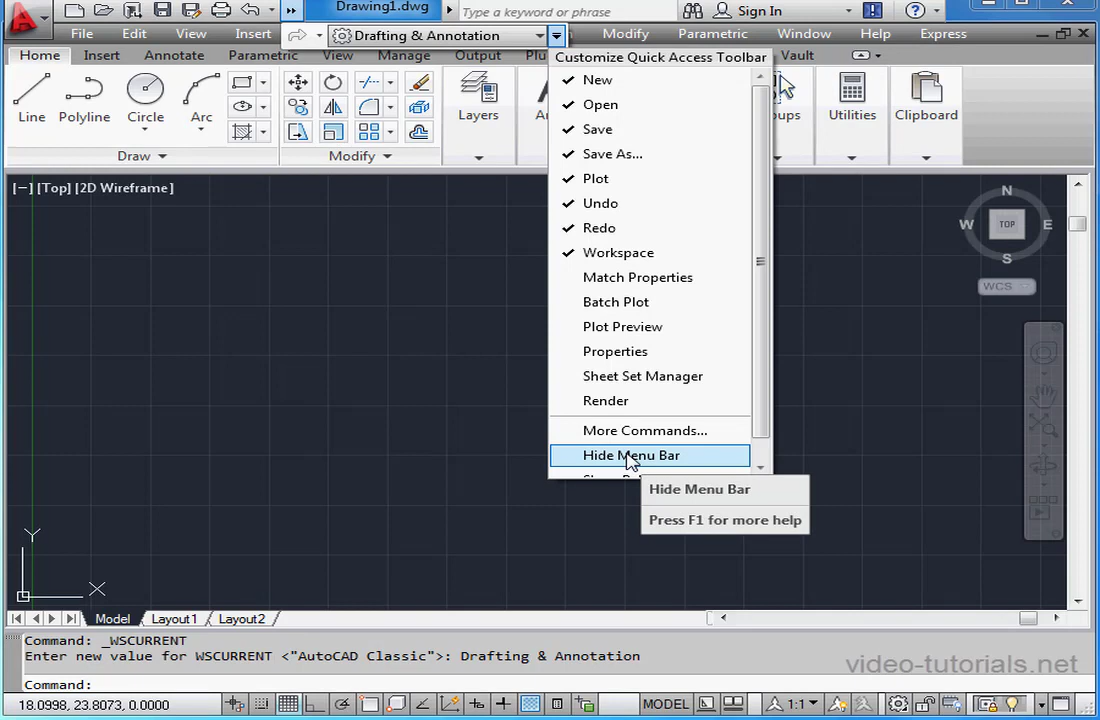 Drawing1.dwg
Type a keyword or phrase
Sign In
File Edit View Insert
Drafting & Annotation
Modify Parametric Window Help Express
Home Insert Annotate Parametric View Manage Output
Vault
Customize Quick Access Toolbar
Line Polyline Circle Arc
Layers
Utilities Clipboard
Draw Modify
New
Open
Save
Save As...
Plot
Undo
Redo
Workspace
Match Properties
Batch Plot
Plot Preview
Properties
Sheet Set Manager
Render
More Commands...
Hide Menu Bar
Hide Menu Bar
Press F1 for more help
[−] [Top] [2D Wireframe]
N
W TOP E
S
WCS
Y
X
Model Layout1 Layout2
Command: _WSCURRENT
Enter new value for WSCURRENT <"AutoCAD Classic">: Drafting & Annotation
Command:
video-tutorials.net
18.0998, 23.8073, 0.0000
MODEL
1:1